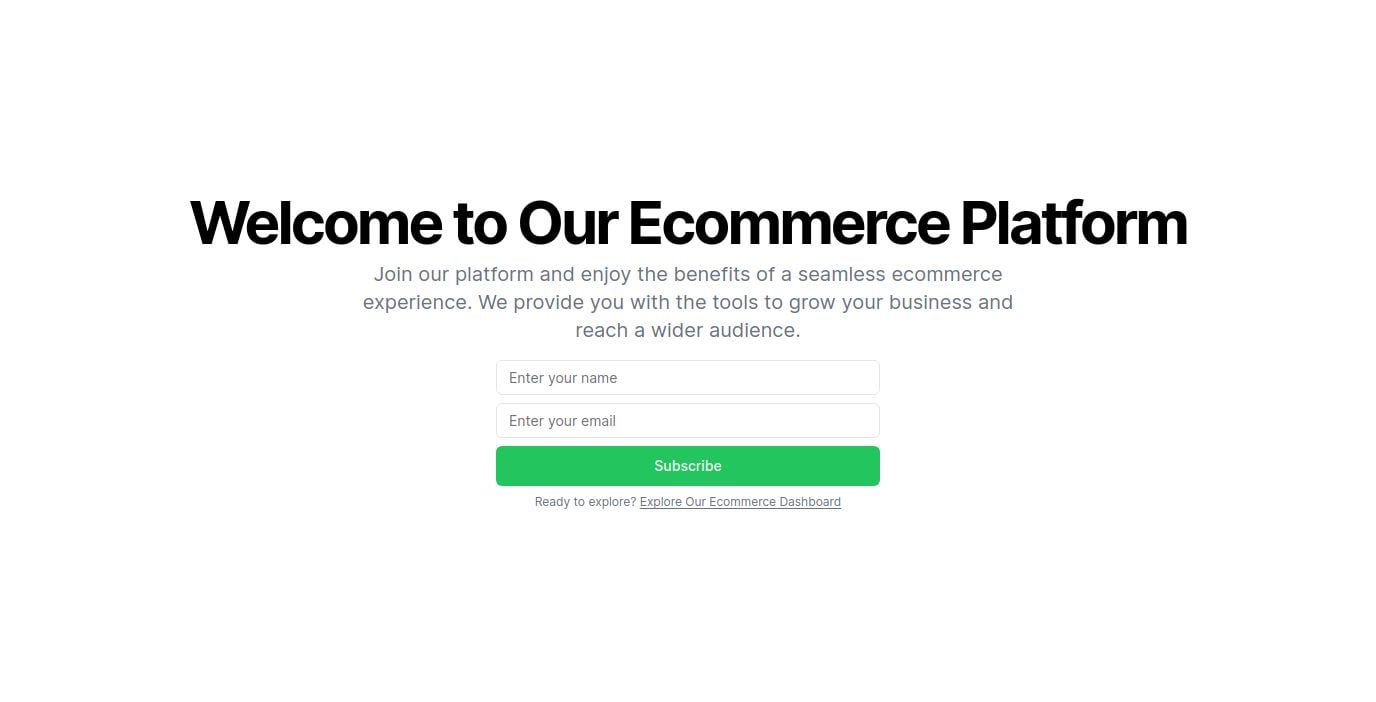 Welcome to Our Ecommerce Platform
Join our platform and enjoy the benefits of a seamless ecommerce
experience. We provide you with the tools to grow your business and
reach a wider audience.
Enter your name
Enter your email
Subscribe
Ready to explore? Explore Our Ecommerce Dashboard